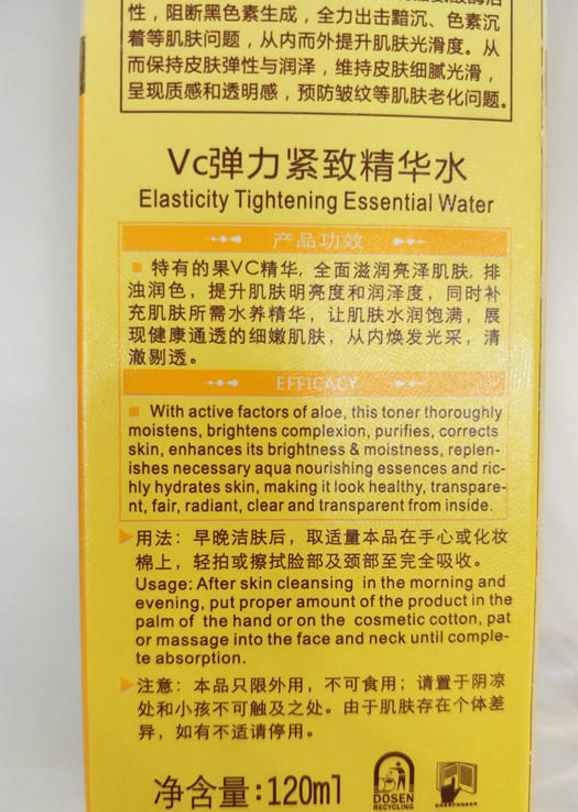 性，阻断黑色素生成，全力出击黯沉、色素沉
着等肌肤问题，从内而外提升肌肤光滑度。从
而保持皮肤弹性与润泽，维持皮肤细腻光滑，
呈现质感和透明感，预防皱纹等肌肤老化问题。
Vc弹力紧致精华水
Elasticity Tightening Essential Water
产品功效
特有的果VC精华，全面滋润亮泽肌肤，排
浊润色，提升肌肤明亮度和润泽度，同时补
充肌肤所需水养精华，让肌肤水润饱满，展
现健康通透的细嫩肌肤，从内焕发光采，清
澈剔透。
EFFICACY
With active factors of aloe, this toner thoroughly
moistens, brightens complexion, purifies, corrects
skin, enhances its brightness & moistness, replen-
ishes necessary aqua nourishing essences and ric-
hly hydrates skin, making it look healthy, transpare-
nt, fair, radiant, clear and transparent from inside.
用法：早晚洁肤后，取适量本品在手心或化妆
棉上，轻拍或擦拭脸部及颈部至完全吸收。
Usage: After skin cleansing in the morning and
evening, put proper amount of the product in the
palm of the hand or on the cosmetic cotton, pat
or massage into the face and neck until comple-
te absorption.
注意：本品只限外用，不可食用；请置于阴凉
处和小孩不可触及之处。由于肌肤存在个体差
异，如有不适请停用。
净含量:120ml
DOSEN
RECYCLING